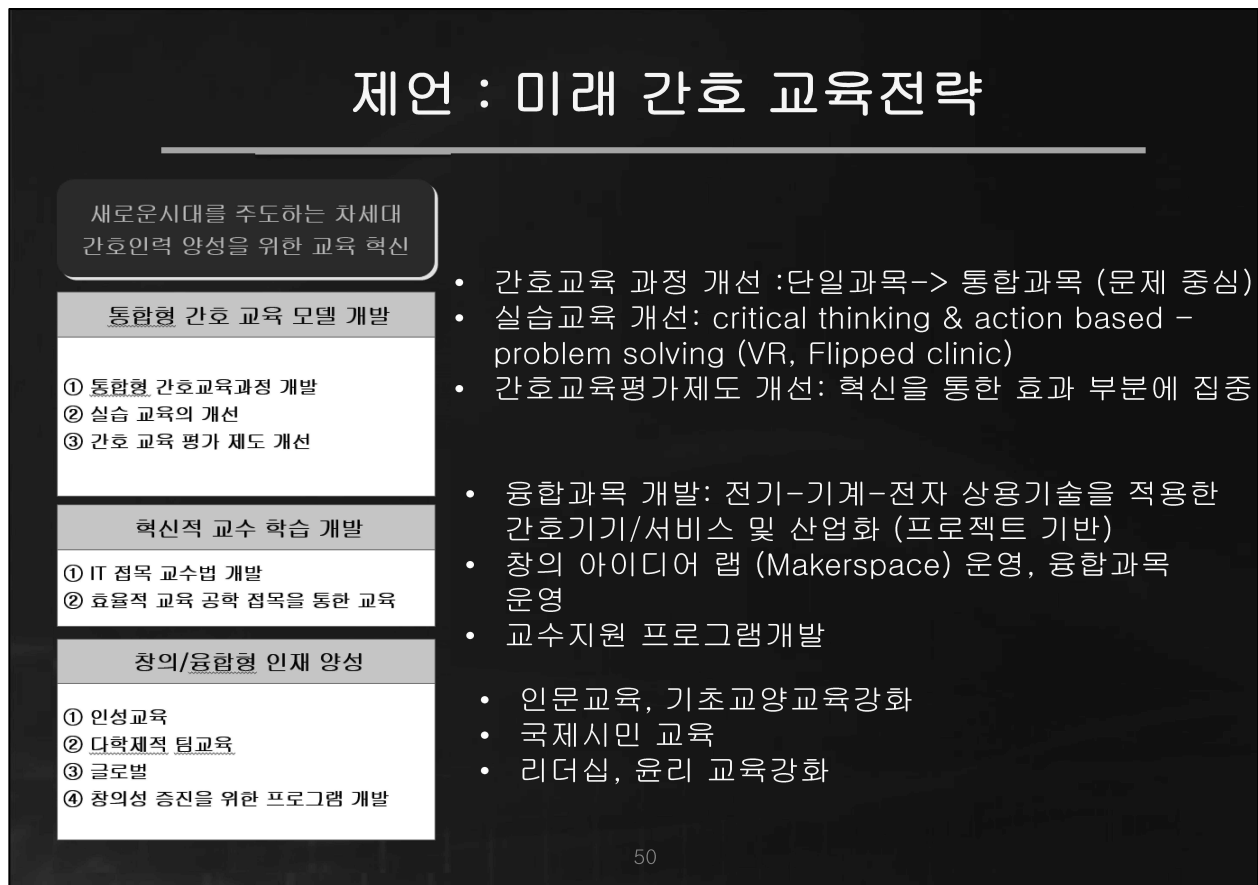 제언 : 미래 간호 교육전략
새로운시대를 주도하는 차세대
간호인력 양성을 위한 교육 혁신
통합형 간호 교육 모델 개발
① 통합형 간호교육과정 개발
② 실습 교육의 개선
③ 간호 교육 평가 제도 개선
• 간호교육 과정 개선 :단일과목-> 통합과목 (문제 중심)
• 실습교육 개선: critical thinking & action based –
problem solving (VR, Flipped clinic)
• 간호교육평가제도 개선: 혁신을 통한 효과 부분에 집중
혁신적 교수 학습 개발
① IT 접목 교수법 개발
② 효율적 교육 공학 접목을 통한 교육
• 융합과목 개발: 전기-기계-전자 상용기술을 적용한
간호기기/서비스 및 산업화 (프로젝트 기반)
• 창의 아이디어 랩 (Makerspace) 운영, 융합과목
운영
• 교수지원 프로그램개발
창의/융합형 인재 양성
① 인성교육
② 다학제적 팀교육
③ 글로벌
④ 창의성 증진을 위한 프로그램 개발
• 인문교육, 기초교양교육강화
• 국제시민 교육
• 리더십, 윤리 교육강화
50